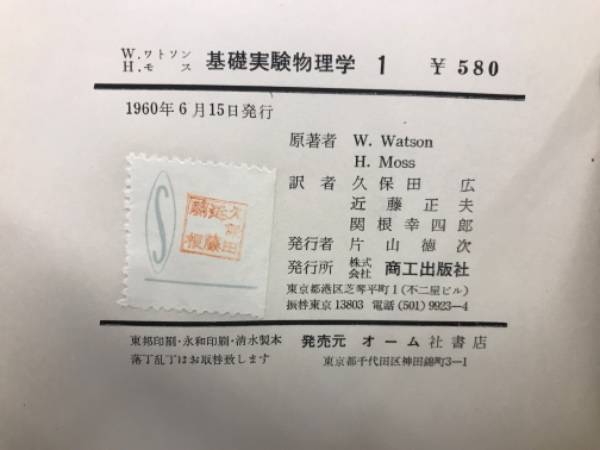 W. ワトソン
H. モス
基礎実験物理学 1 ￥580
1960年6月15日発行
原著者 W. Watson
H. Moss
訳者 久保田 広
近藤正夫
関根幸四郎
発行者 片山徳次
発行所 株式会社 商工出版社
東京都港区芝琴平町1(不二屋ビル)
振替東京 13803 電話 (501) 9923—4
S
東邦印刷・永和印刷・清水製本
落丁乱丁はお取替致します
発売元 オーム社書店
東京都千代田区神田錦町3—1